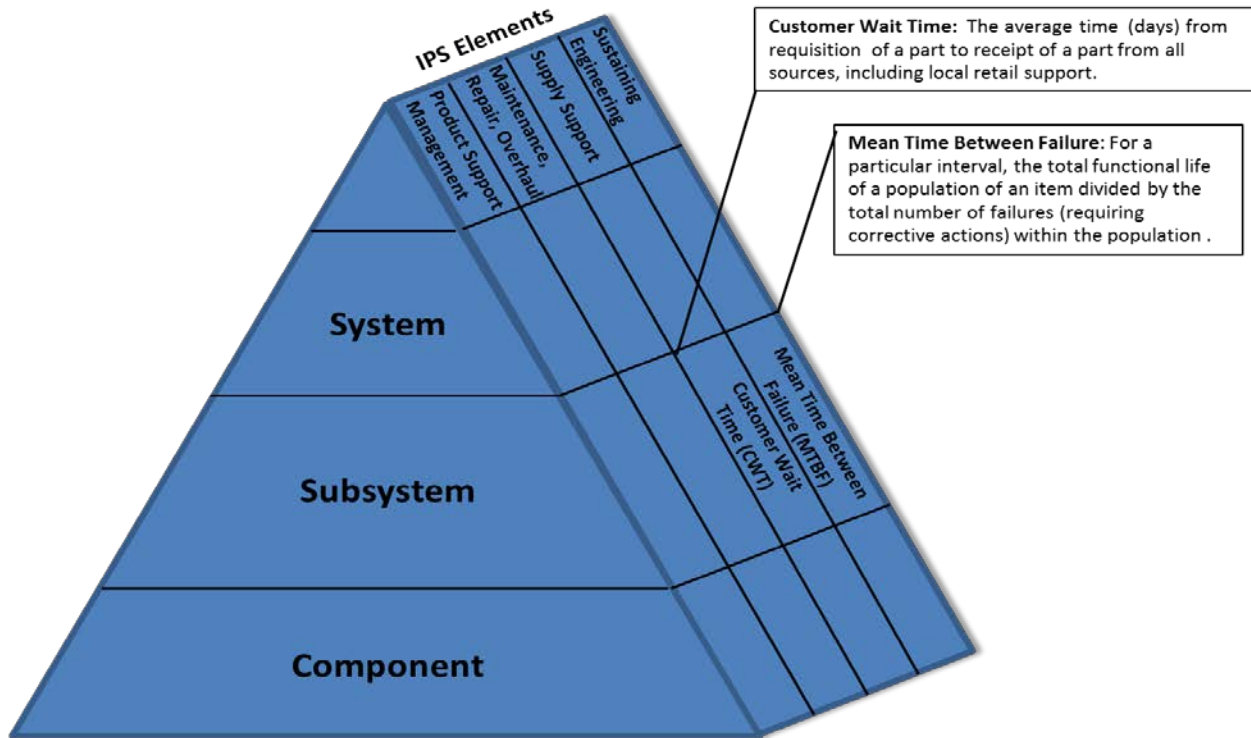 IPS Elements
Product Support
Management
Maintenance,
Repair, Overhaul
Supply Support
Sustaining
Engineering
Customer Wait Time: The average time (days) from
requisition of a part to receipt of a part from all
sources, including local retail support.
Mean Time Between Failure: For a
particular interval, the total functional life
of a population of an item divided by the
total number of failures (requiring
corrective actions) within the population .
System
Subsystem
Component
Customer Wait
Time (CWT)
Mean Time Between
Failure (MTBF)